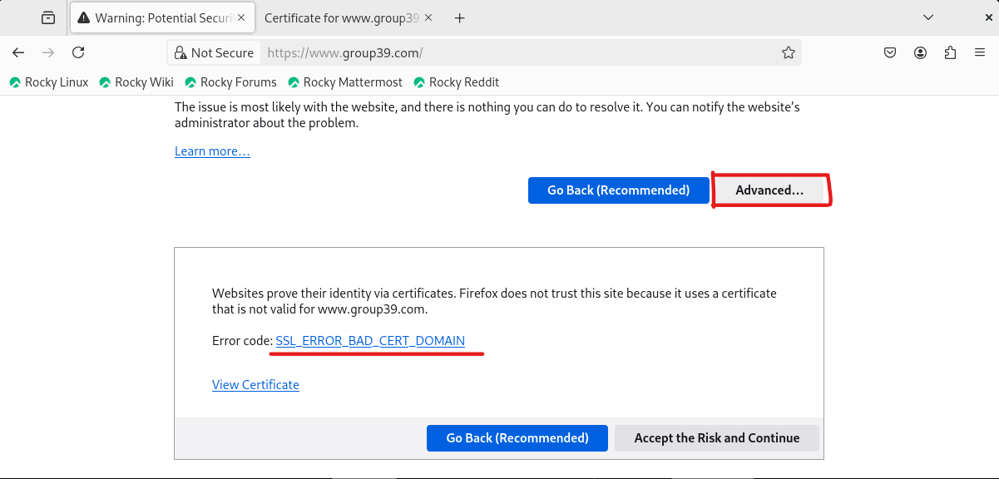 Warning: Potential Securi
Certificate for www.group39
Not Secure
https://www.group39.com/
Rocky Linux
Rocky Wiki
Rocky Forums
Rocky Mattermost
Rocky Reddit
The issue is most likely with the website, and there is nothing you can do to resolve it. You can notify the website’s
administrator about the problem.
Learn more…
Go Back (Recommended)
Advanced…
Websites prove their identity via certificates. Firefox does not trust this site because it uses a certificate
that is not valid for www.group39.com.
Error code: SSL_ERROR_BAD_CERT_DOMAIN
View Certificate
Go Back (Recommended)
Accept the Risk and Continue